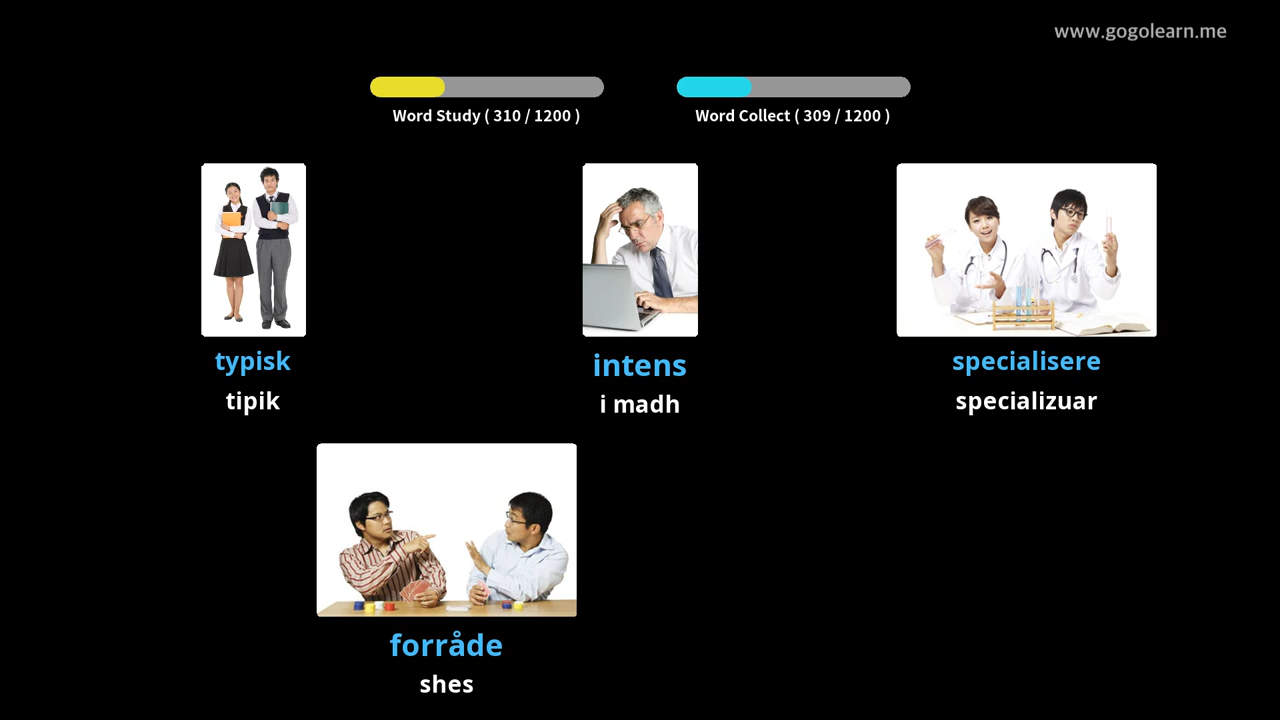 www.gogolearn.me
Word Study ( 310 / 1200 )
Word Collect ( 309 / 1200 )
typisk
tipik
intens
i madh
specialisere
specializuar
forråde
shes